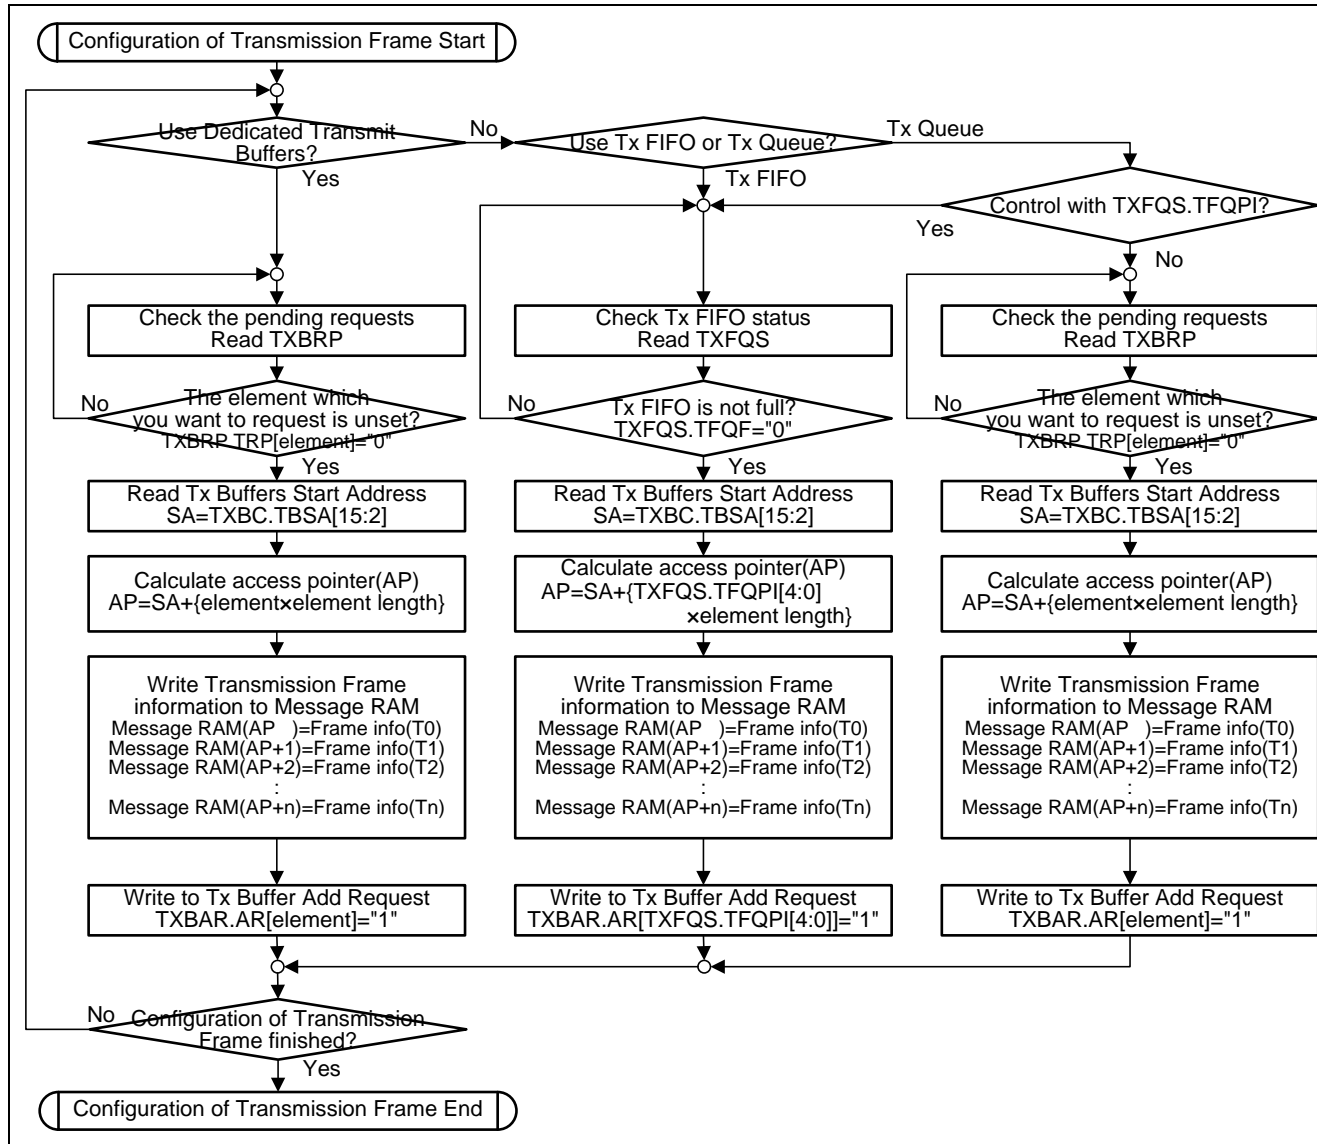 Configuration of Transmission Frame Start
Use Dedicated Transmit
Buffers?
No
Yes
Use Tx FIFO or Tx Queue?
Tx Queue
Tx FIFO
Control with TXFQS.TFQPI?
Yes
No
Check the pending requests
Read TXBRP
The element which
you want to request is unset?
TXBRP.TRP[element]="0"
No
Yes
Read Tx Buffers Start Address
SA=TXBC.TBSA[15:2]
Calculate access pointer(AP)
AP=SA+{element×element length}
Write Transmission Frame
information to Message RAM
Message RAM(AP   )=Frame info(T0)
Message RAM(AP+1)=Frame info(T1)
Message RAM(AP+2)=Frame info(T2)
:
Message RAM(AP+n)=Frame info(Tn)
Write to Tx Buffer Add Request
TXBAR.AR[element]="1"
Check Tx FIFO status
Read TXFQS
Tx FIFO is not full?
TXFQS.TFQF="0"
No
Yes
Read Tx Buffers Start Address
SA=TXBC.TBSA[15:2]
Calculate access pointer(AP)
AP=SA+{TXFQS.TFQPI[4:0]
×element length}
Write Transmission Frame
information to Message RAM
Message RAM(AP   )=Frame info(T0)
Message RAM(AP+1)=Frame info(T1)
Message RAM(AP+2)=Frame info(T2)
:
Message RAM(AP+n)=Frame info(Tn)
Write to Tx Buffer Add Request
TXBAR.AR[TXFQS.TFQPI[4:0]]="1"
Check the pending requests
Read TXBRP
The element which
you want to request is unset?
TXBRP.TRP[element]="0"
No
Yes
Read Tx Buffers Start Address
SA=TXBC.TBSA[15:2]
Calculate access pointer(AP)
AP=SA+{element×element length}
Write Transmission Frame
information to Message RAM
Message RAM(AP   )=Frame info(T0)
Message RAM(AP+1)=Frame info(T1)
Message RAM(AP+2)=Frame info(T2)
:
Message RAM(AP+n)=Frame info(Tn)
Write to Tx Buffer Add Request
TXBAR.AR[element]="1"
No
Configuration of Transmission
Frame finished?
Yes
Configuration of Transmission Frame End